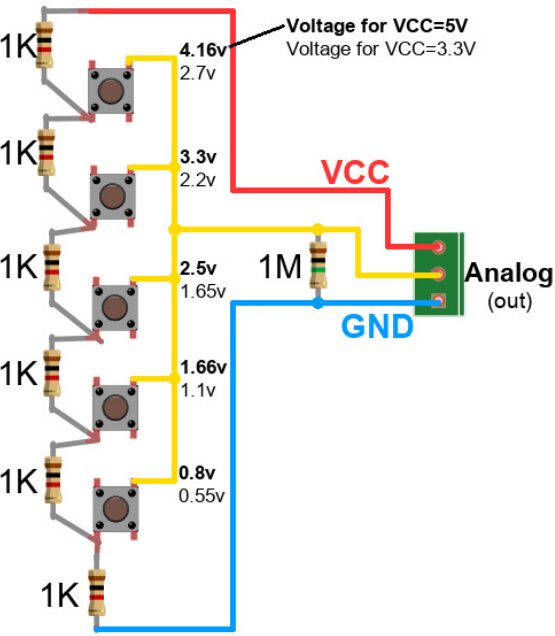 1K
Voltage for VCC=5V
4.16v
Voltage for VCC=3.3V
2.7v
1K
3.3v
2.2v
VCC
1K
2.5v
1.65v
1M
Analog
(out)
GND
1K
1.66v
1.1v
1K
0.8v
0.55v
1K